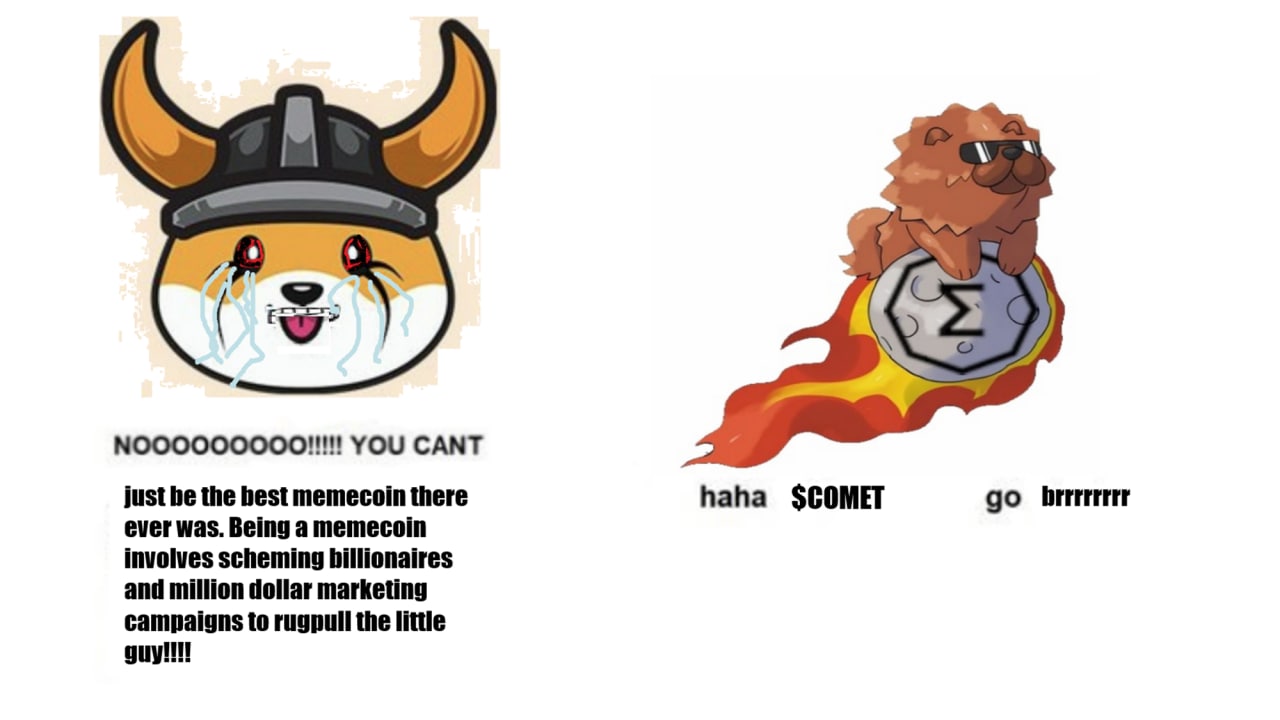 NOOOOOOOOO!!!!! YOU CANT
just be the best memecoin there
ever was. Being a memecoin
involves scheming billionaires
and million dollar marketing
campaigns to rugpull the little
guy!!!!
Σ
haha $COMET go brrrrrrrr